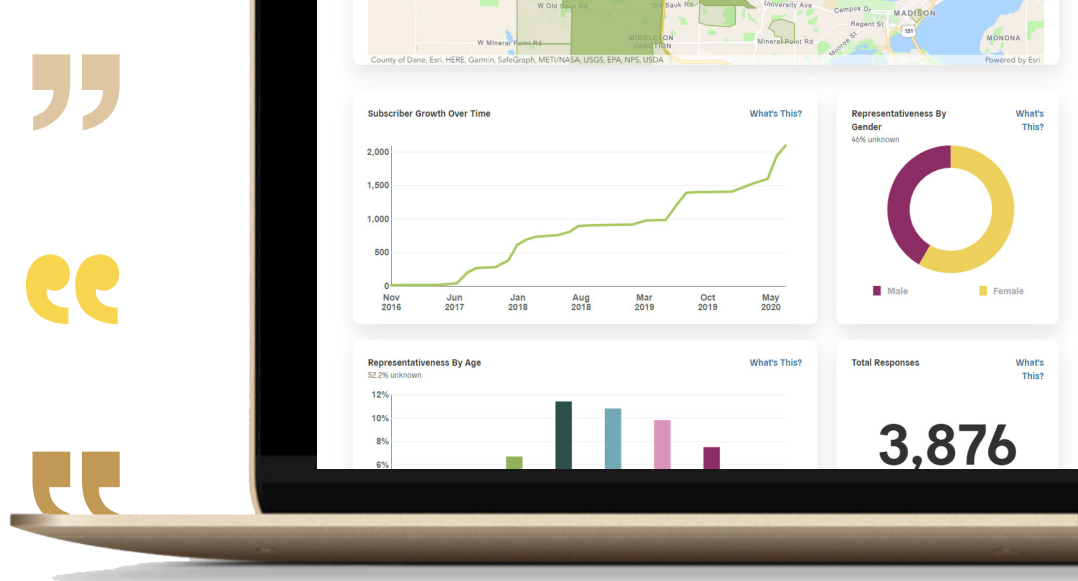 W Old Sauk Rd
Old Sauk Rd
University Ave
Campus Dr
MADISON
Regent St
151
W Mineral Point Rd
MIDDLETON
JUNCTION
Mineral Point Rd
Monroe St
MONONA
County of Dane, Esri, HERE, Garmin, SafeGraph, METI/NASA, USGS, EPA, NPS, USDA
Powered by Esri
Subscriber Growth Over Time
What's This?
2,000
1,500
1,000
500
0
Nov Jun Jan Aug Mar Oct May
2016 2017 2018 2018 2019 2019 2020
Representativeness By
Gender
46% unknown
What's
This?
Male
Female
Representativeness By Age
52.2% unknown
What's This?
12%
10%
8%
6%
Total Responses
What's
This?
3,876